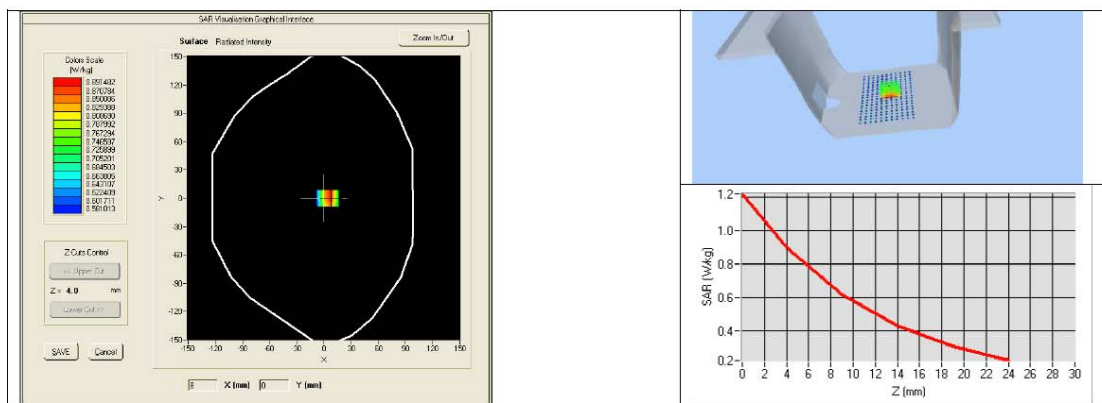 SAR Visualisation Graphical Interface
Surface Radiated Intensity
Zoom In/Out
Colors Scale
(W/kg)
0.891482
0.870784
0.850086
0.829388
0.808690
0.787992
0.767294
0.746597
0.725899
0.705201
0.684503
0.663805
0.643107
0.622409
0.601711
0.581013
150-
120-
90-
60-
30-
0-
-30-
-60-
-90-
-120-
-150-
Y
-150 -120 -90 -60 -30 0 30 60 90 120 150
X
Z-Cuts Control
<< Upper Cut
Z = 4.0 mm
Lower Cut >>
SAVE Cancel
8 X (mm) 0 Y (mm)
1.2
1.0
0.8
0.6
0.4
0.2
SAR (W/kg)
0 2 4 6 8 10 12 14 16 18 20 22 24 26 28 30
Z (mm)